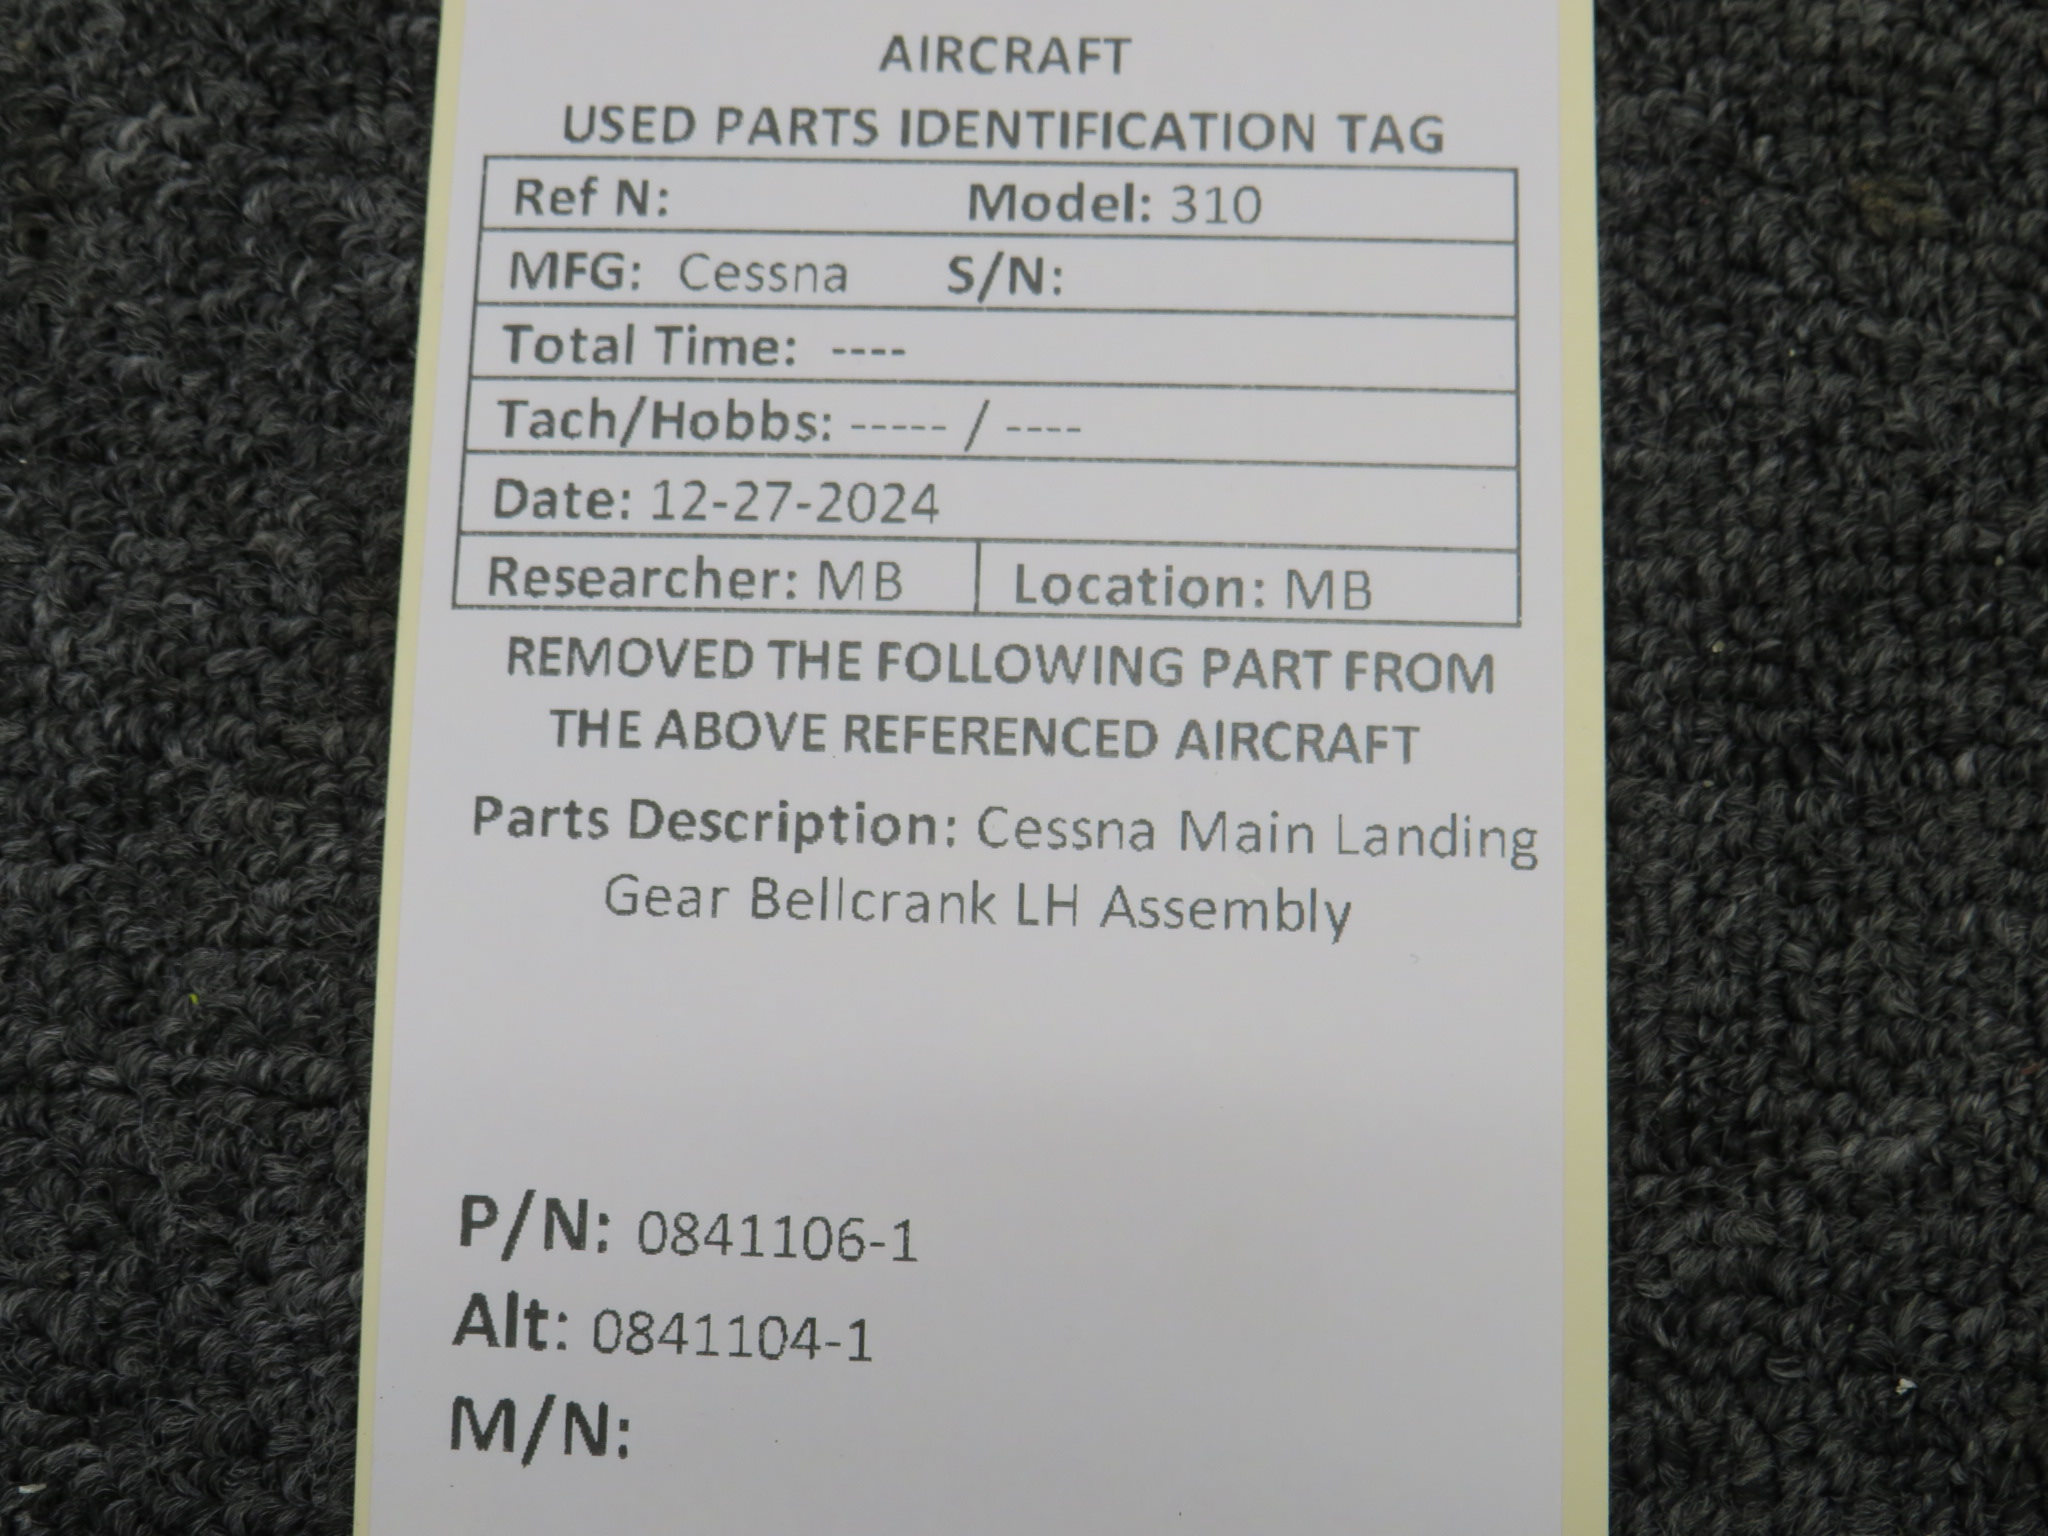 AIRCRAFT
USED PARTS IDENTIFICATION TAG
Ref N: Model: 310
MFG: Cessna S/N:
Total Time: ----
Tach/Hobbs: ----- / ----
Date: 12-27-2024
Researcher: MB Location: MB
REMOVED THE FOLLOWING PART FROM
THE ABOVE REFERENCED AIRCRAFT
Parts Description: Cessna Main Landing
Gear Bellcrank LH Assembly
P/N: 0841106-1
Alt: 0841104-1
M/N: